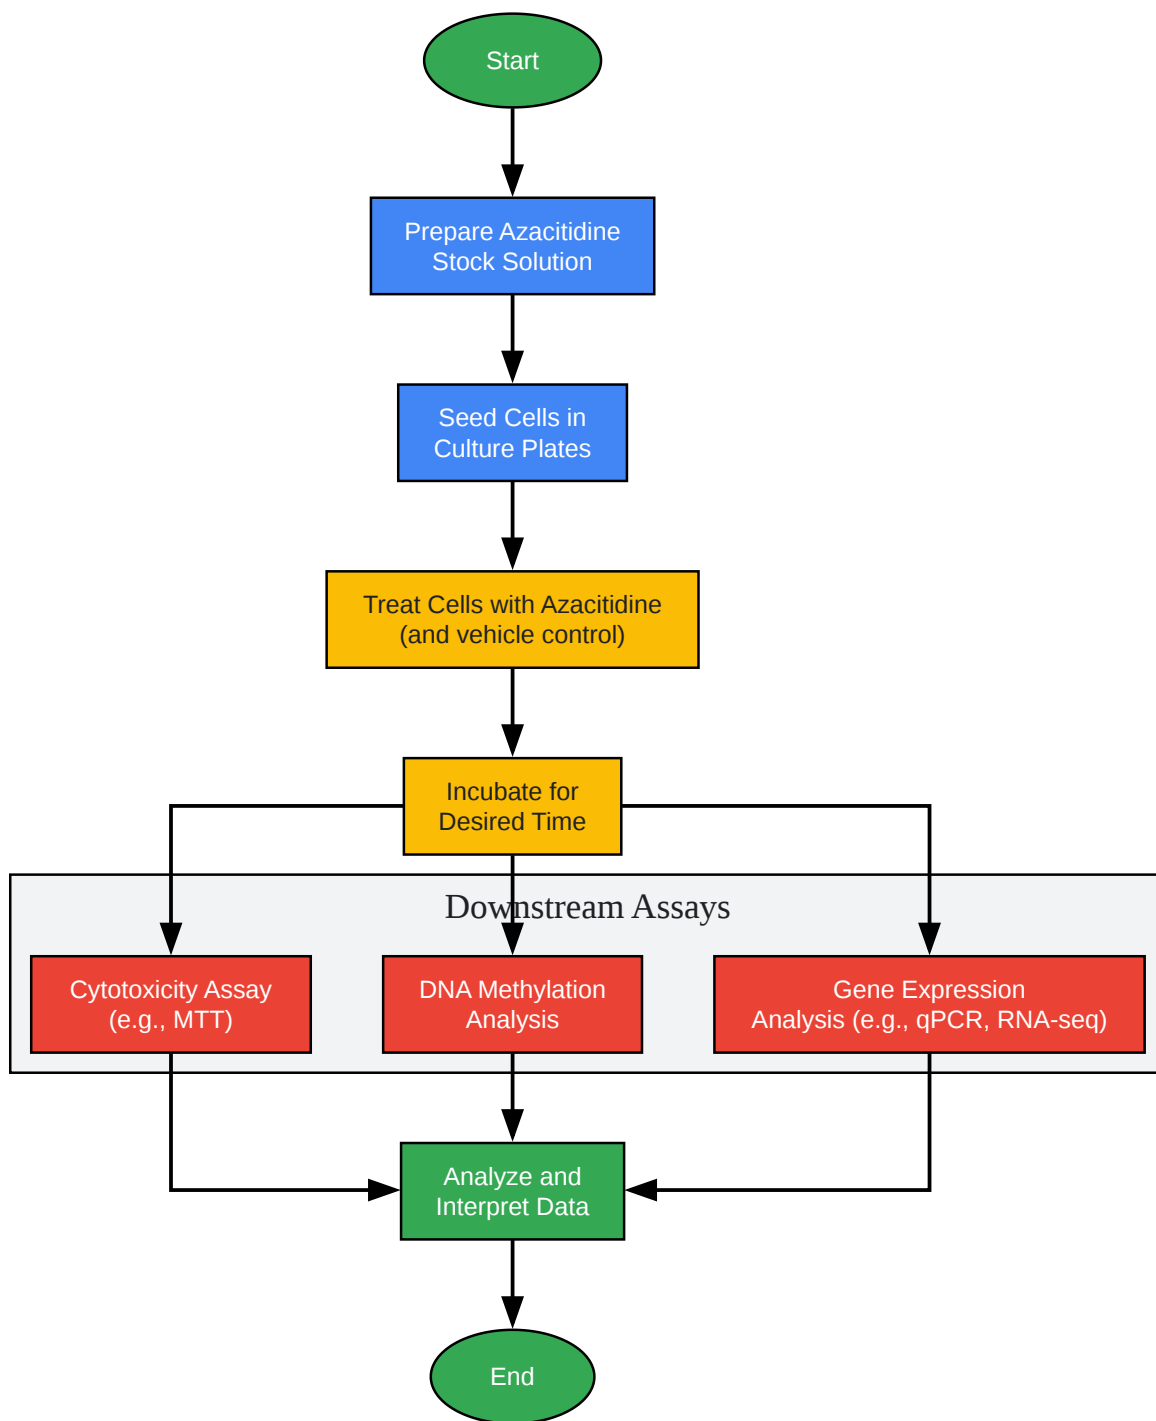 Start
Prepare Azacitidine
Stock Solution
Seed Cells in
Culture Plates
Treat Cells with Azacitidine
(and vehicle control)
Incubate for
Desired Time
Downstream Assays
Cytotoxicity Assay
(e.g., MTT)
DNA Methylation
Analysis
Gene Expression
Analysis (e.g., qPCR, RNA-seq)
Analyze and
Interpret Data
End